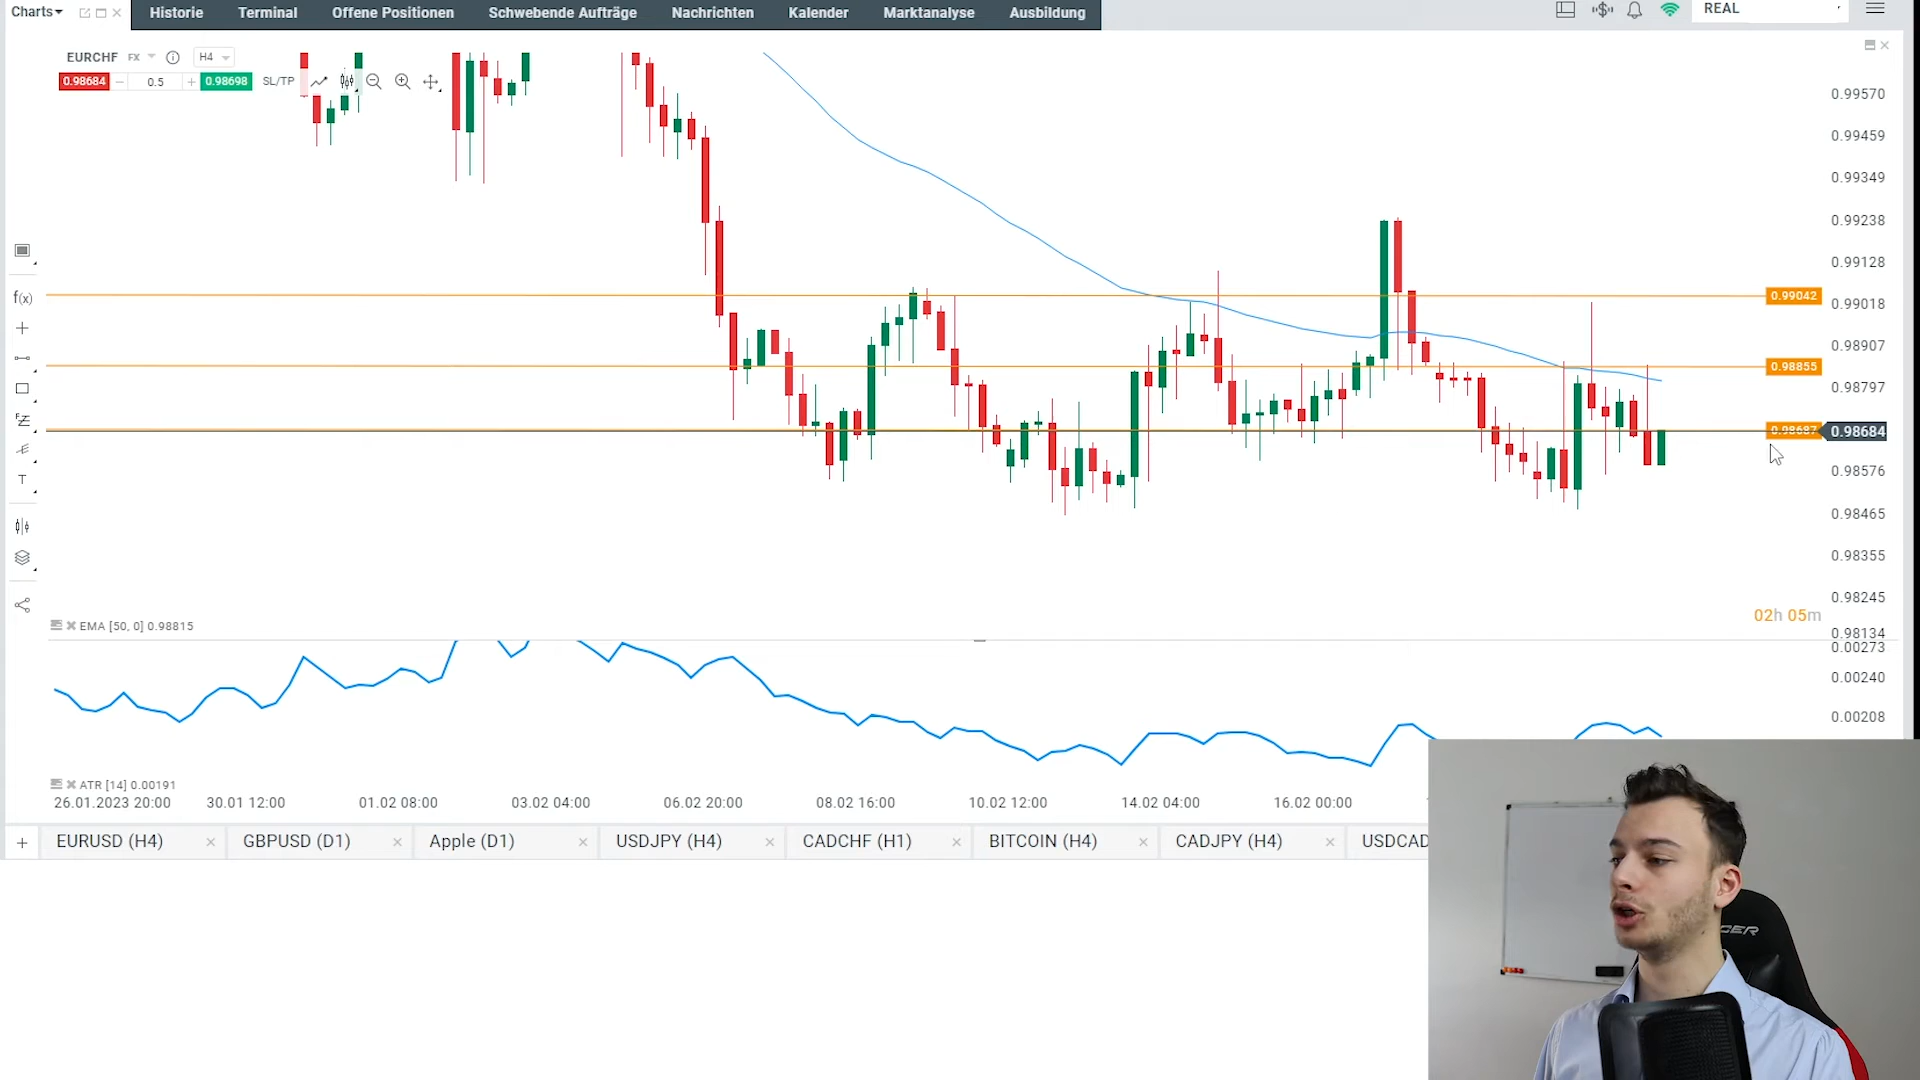 Charts Historie Terminal Offene Positionen Schwebende Aufträge Nachrichten Kalender Marktanalyse Ausbildung REAL
EURCHF FX H4
0.98684 0.5 0.98698 SL/TP
0.99570
0.99459
0.99349
0.99238
0.99128
0.99042
0.99018
0.98907
0.98855
0.98797
0.98687 0.98684
0.98576
0.98465
0.98355
0.98245
02h 05m
EMA [50, 0] 0.98815
0.98134
0.00273
0.00240
0.00208
ATR [14] 0.00191
26.01.2023 20:00 30.01 12:00 01.02 08:00 03.02 04:00 06.02 20:00 08.02 16:00 10.02 12:00 14.02 04:00 16.02 00:00
EURUSD (H4) GBPUSD (D1) Apple (D1) USDJPY (H4) CADCHF (H1) BITCOIN (H4) CADJPY (H4) USDCAD
f(x)
T
CER